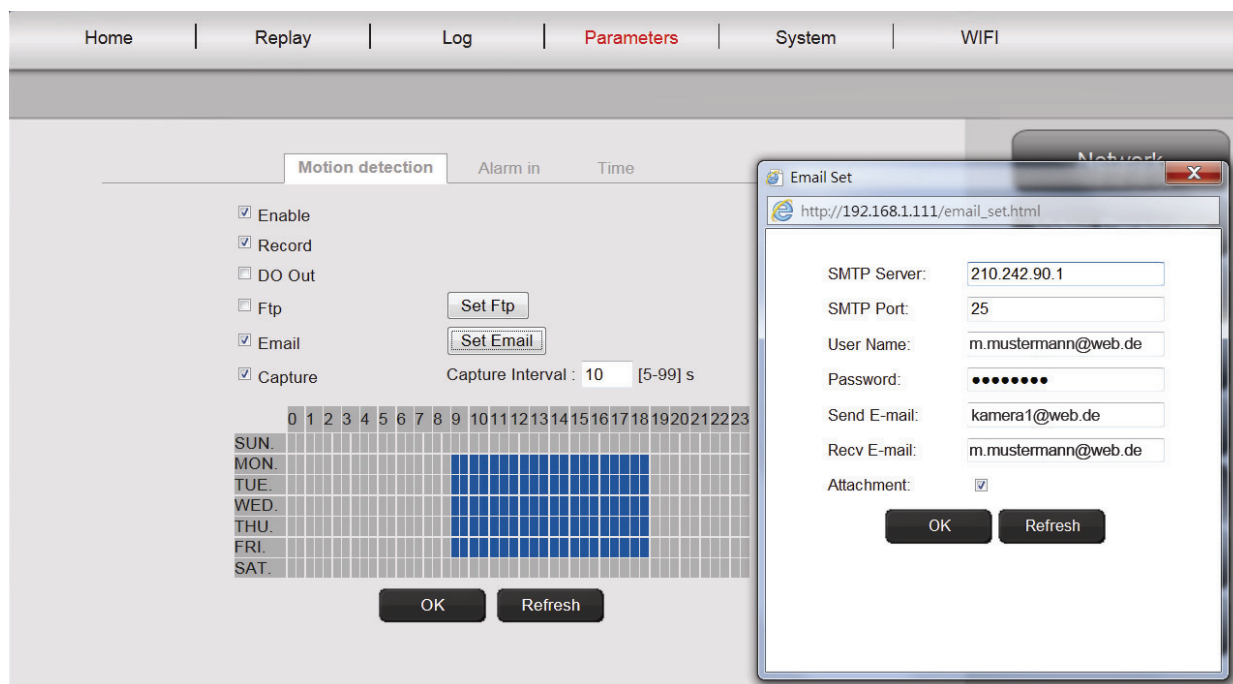 Home Replay Log Parameters System WIFI
Network
Motion detection Alarm in Time
Enable
Record
DO Out
Ftp Set Ftp
Email Set Email
Capture Capture Interval : 10 [5-99] s
0 1 2 3 4 5 6 7 8 9 10 11 12 13 14 15 16 17 18 19 20 21 22 23
SUN.
MON.
TUE.
WED.
THU.
FRI.
SAT.
OK Refresh
Email Set X
http://192.168.1.111/email_set.html
SMTP Server: 210.242.90.1
SMTP Port: 25
User Name: m.mustermann@web.de
Password: ●●●●●●●●
Send E-mail: kamera1@web.de
Recv E-mail: m.mustermann@web.de
Attachment:
OK Refresh